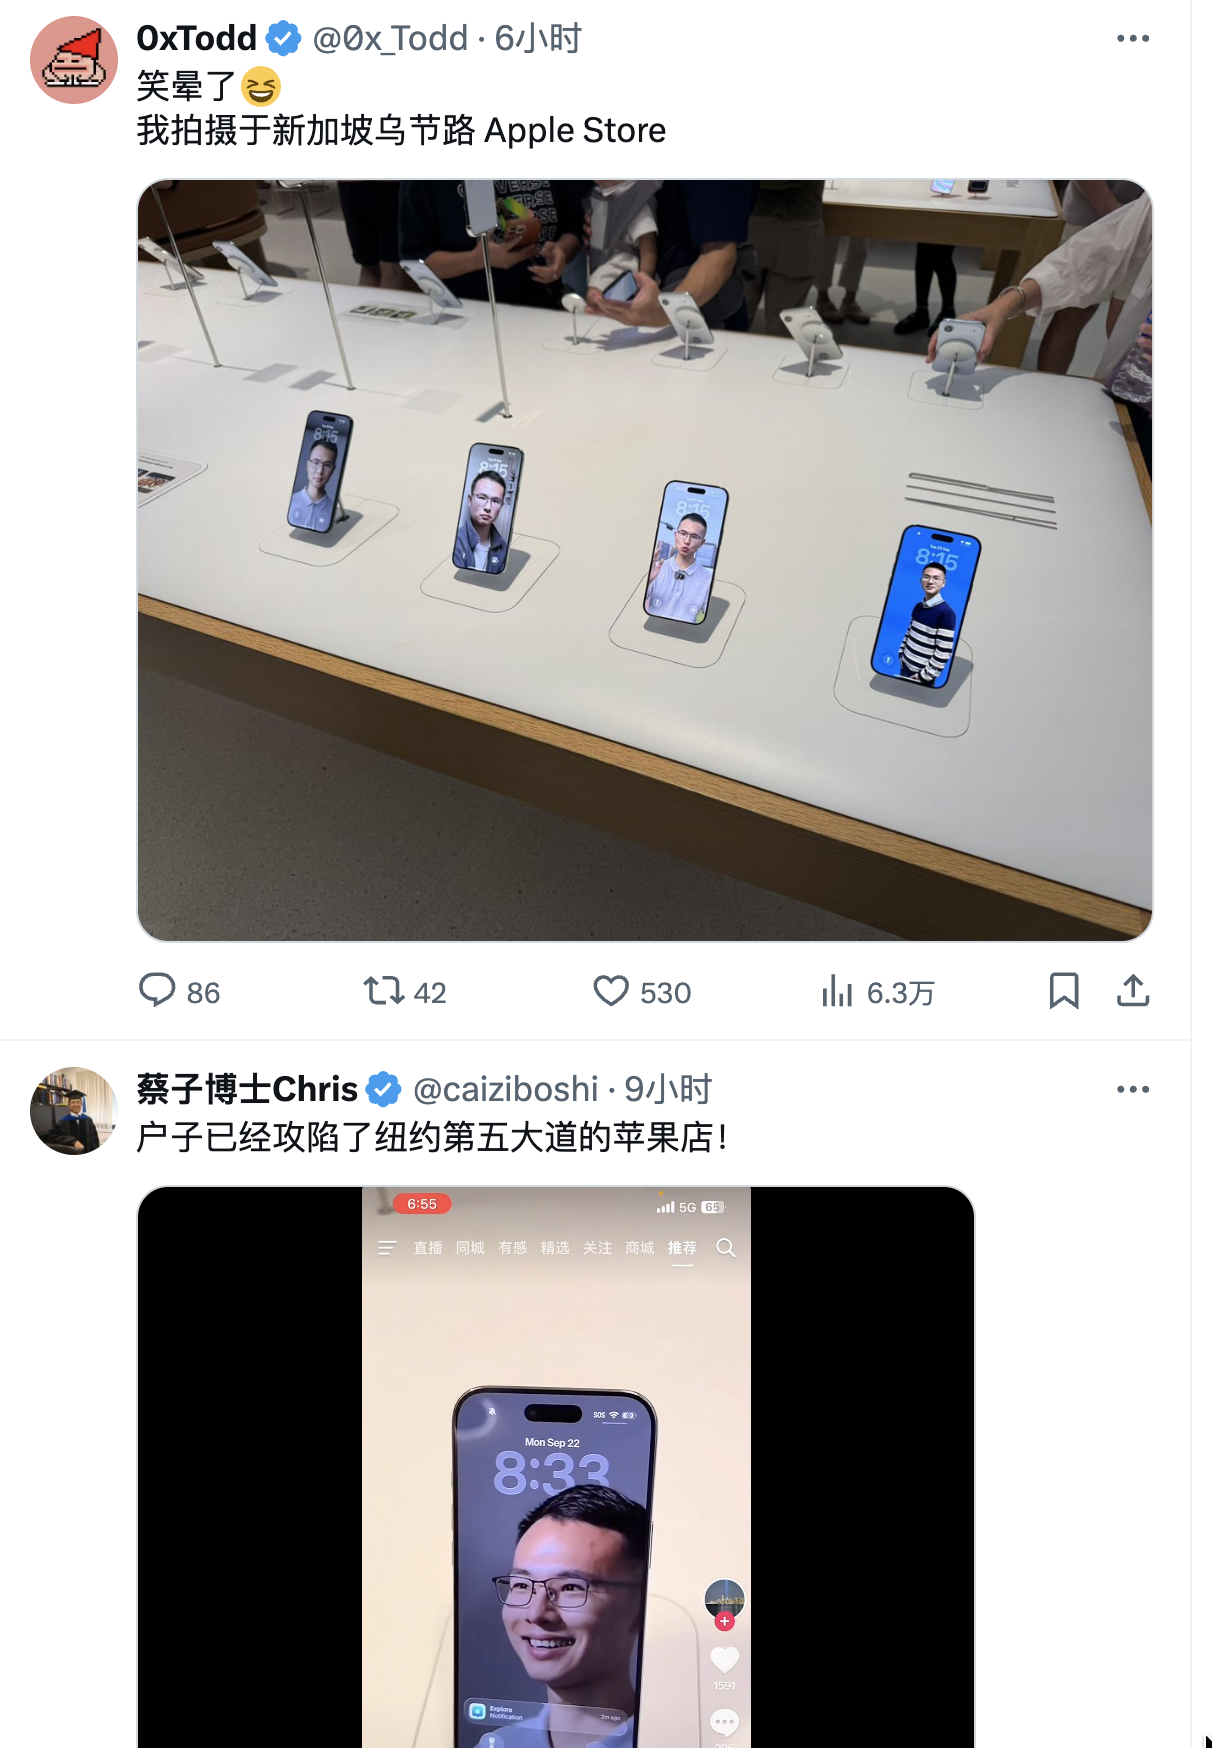 0xTodd @0x_Todd · 6小时
笑晕了😆
我拍摄于新加坡乌节路 Apple Store
8:15
8:15
8:15
8:15
86 42 530 6.3万
蔡子博士Chris @caiziboshi · 9小时
户子已经攻陷了纽约第五大道的苹果店!
6:55 5G 65
直播 同城 有感 精选 关注 商城 推荐
SOS
Mon Sep 22
8:33
1591
Explore
Notification
2m ago